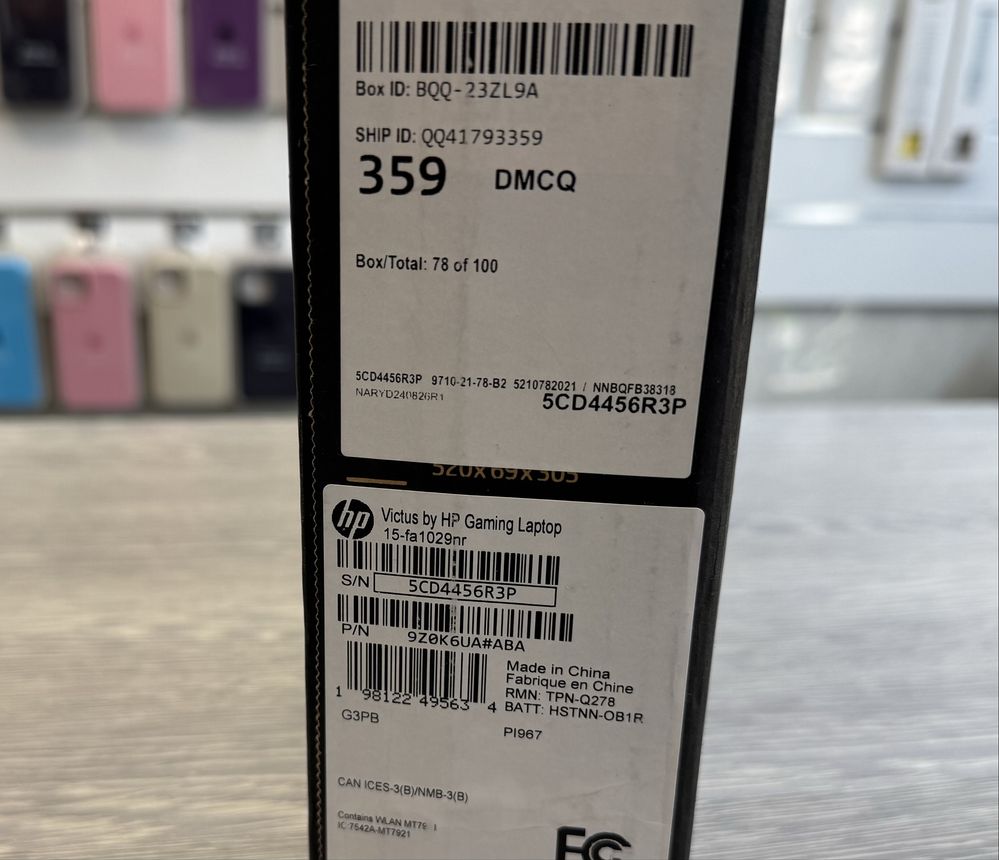 Box ID: BQQ-23ZL9A
SHIP ID: QQ41793359
359 DMCQ
Box/Total: 78 of 100
5CD4456R3P 9710-21-78-B2 5210782021 / NNBQFB38318
NARYD240826R1
5CD4456R3P
520x69x305
hp Victus by HP Gaming Laptop
15-fa1029nr
S/N 5CD4456R3P
P/N 9Z0K6UA#ABA
1 98122 49563 4
Made in China
Fabrique en Chine
RMN: TPN-Q278
BATT: HSTNN-OB1R
G3PB
PI967
CAN ICES-3(B)/NMB-3(B)
Contains WLAN
IC:7542A-MT7921
FC